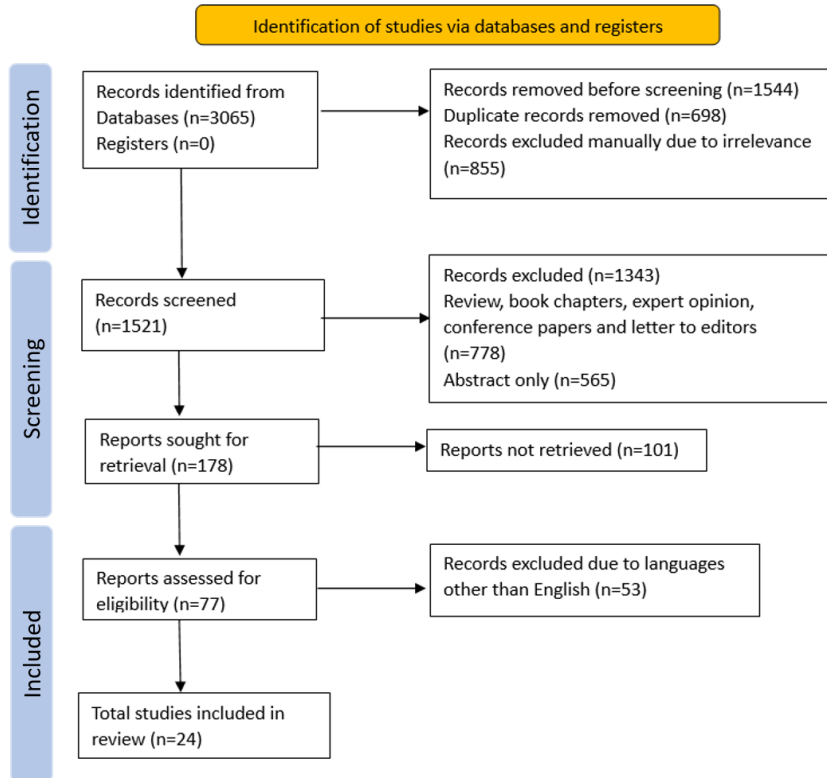 Identification of studies via databases and registers
Identification
Records identified from
Databases (n=3065)
Registers (n=0)
Records removed before screening (n=1544)
Duplicate records removed (n=698)
Records excluded manually due to irrelevance
(n=855)
Screening
Records screened
(n=1521)
Records excluded (n=1343)
Review, book chapters, expert opinion,
conference papers and letter to editors
(n=778)
Abstract only (n=565)
Reports sought for
retrieval (n=178)
Reports not retrieved (n=101)
Included
Reports assessed for
eligibility (n=77)
Records excluded due to languages
other than English (n=53)
Total studies included in
review (n=24)